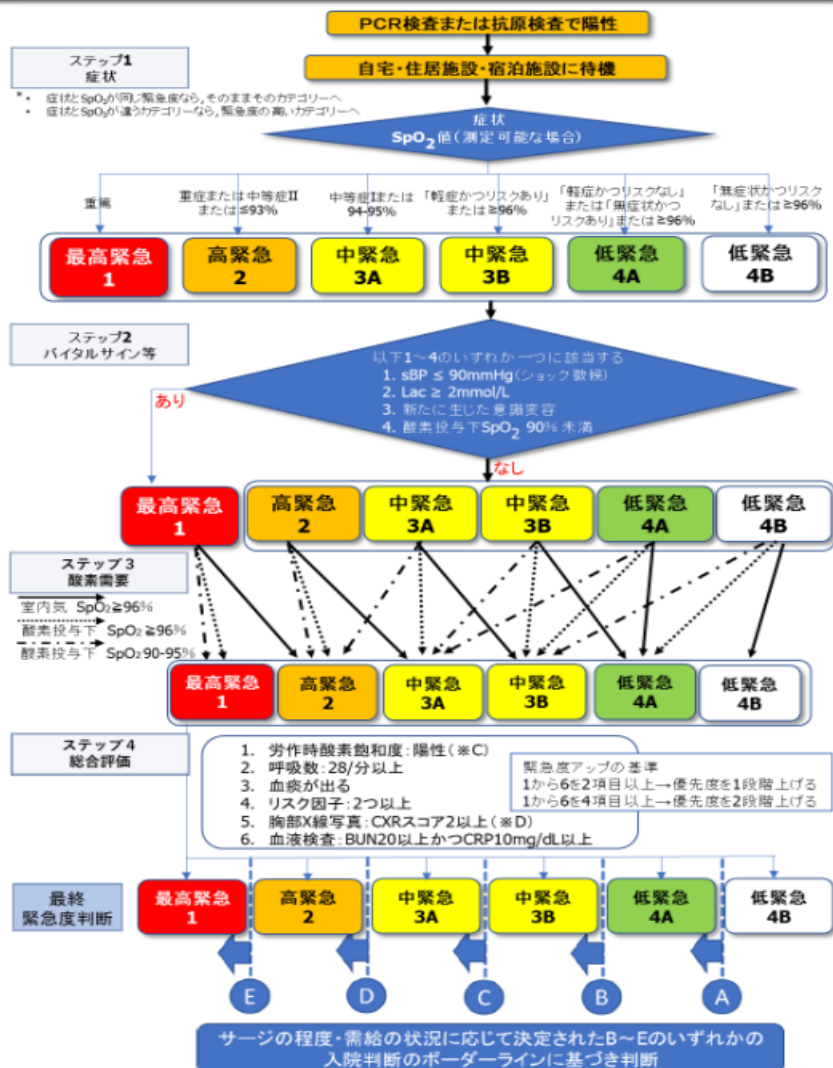 PCR検査または抗原検査で陽性
自宅・住居施設・宿泊施設に待機
ステップ1
症状
*・ 症状とSpO₂が同じ緊急度なら,そのままそのカテゴリーへ
・ 症状とSpO₂が違うカテゴリーなら,緊急度の高いカテゴリーへ
症状
SpO₂値(測定可能な場合)
重篤
重症または中等症II
または≦93%
中等症Iまたは
94-95%
「軽症かつリスクあり」
または≧96%
「軽症かつリスクなし」
または「無症状かつ
リスクあり」または≧96%
「無症状かつリスク
なし」または≧96%
最高緊急
1
高緊急
2
中緊急
3A
中緊急
3B
低緊急
4A
低緊急
4B
ステップ2
バイタルサイン等
以下1～4のいずれか一つに該当する
1. sBP ≤ 90mmHg(ショック徴候)
2. Lac ≥ 2mmol/L
3. 新たに生じた意識変容
4. 酸素投与下SpO₂ 90% 未満
あり
なし
最高緊急
1
高緊急
2
中緊急
3A
中緊急
3B
低緊急
4A
低緊急
4B
ステップ3
酸素需要
室内気 SpO₂≧96%
酸素投与下 SpO₂≧96%
酸素投与下 SpO₂90-95%
最高緊急
1
高緊急
2
中緊急
3A
中緊急
3B
低緊急
4A
低緊急
4B
ステップ4
総合評価
1. 労作時酸素飽和度:陽性(※C)
2. 呼吸数:28/分以上
3. 血痰が出る
4. リスク因子:2つ以上
5. 胸部X線写真:CXRスコア2以上(※D)
6. 血液検査:BUN20以上かつCRP10mg/dL以上
緊急度アップの基準
1から6を2項目以上→優先度を1段階上げる
1から6を4項目以上→優先度を2段階上げる
最終
緊急度判断
最高緊急
1
高緊急
2
中緊急
3A
中緊急
3B
低緊急
4A
低緊急
4B
E
D
C
B
A
サージの程度・需給の状況に応じて決定されたB～Eのいずれかの
入院判断のボーダーラインに基づき判断